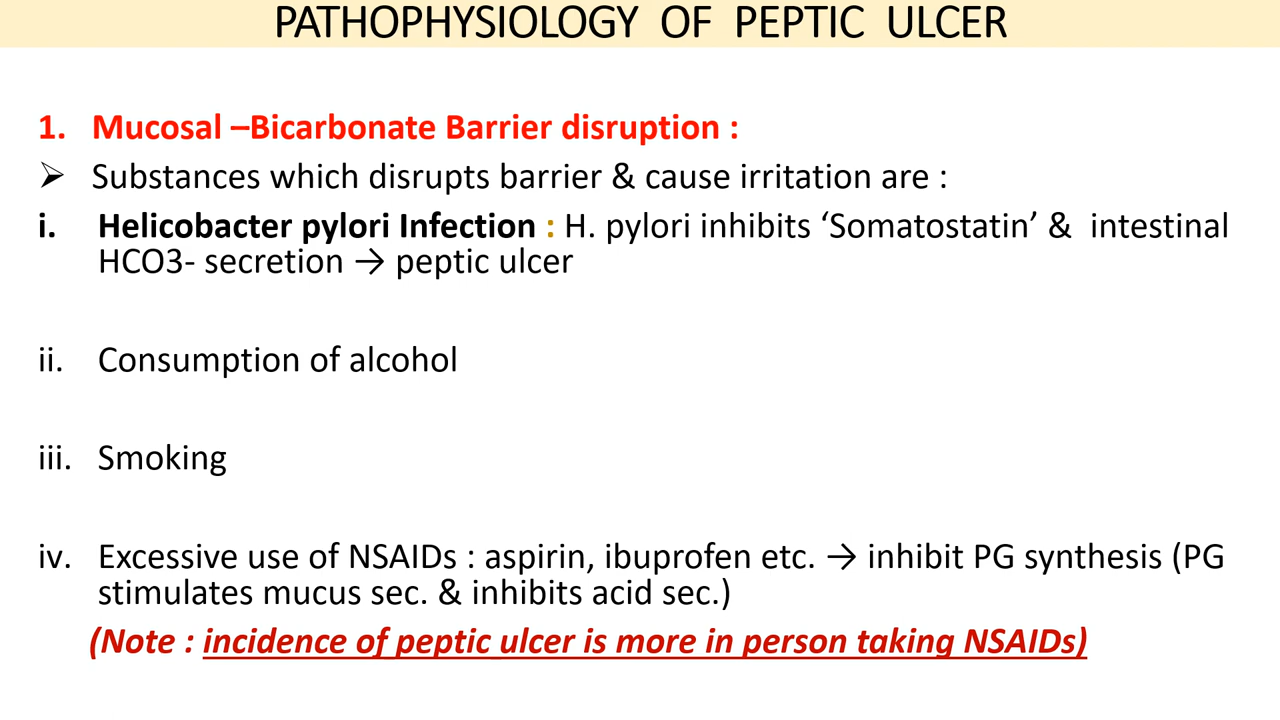 PATHOPHYSIOLOGY OF PEPTIC ULCER
1. Mucosal –Bicarbonate Barrier disruption :
➢ Substances which disrupts barrier & cause irritation are :
i. Helicobacter pylori Infection : H. pylori inhibits ‘Somatostatin’ & intestinal
HCO3- secretion → peptic ulcer
ii. Consumption of alcohol
iii. Smoking
iv. Excessive use of NSAIDs : aspirin, ibuprofen etc. → inhibit PG synthesis (PG
stimulates mucus sec. & inhibits acid sec.)
(Note : incidence of peptic ulcer is more in person taking NSAIDs)